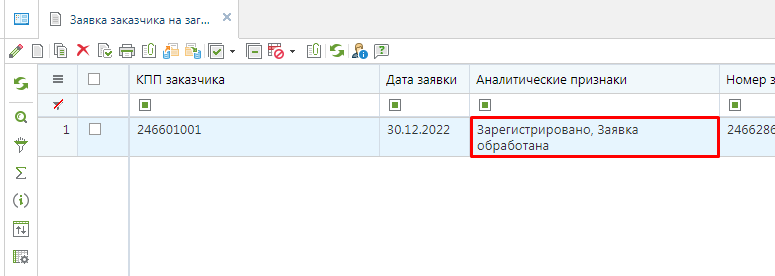 Заявка заказчика на заг...
КПП заказчика
Дата заявки
Аналитические признаки
Номер з
1
246601001
30.12.2022
Зарегистрировано, Заявка
обработана
2466286